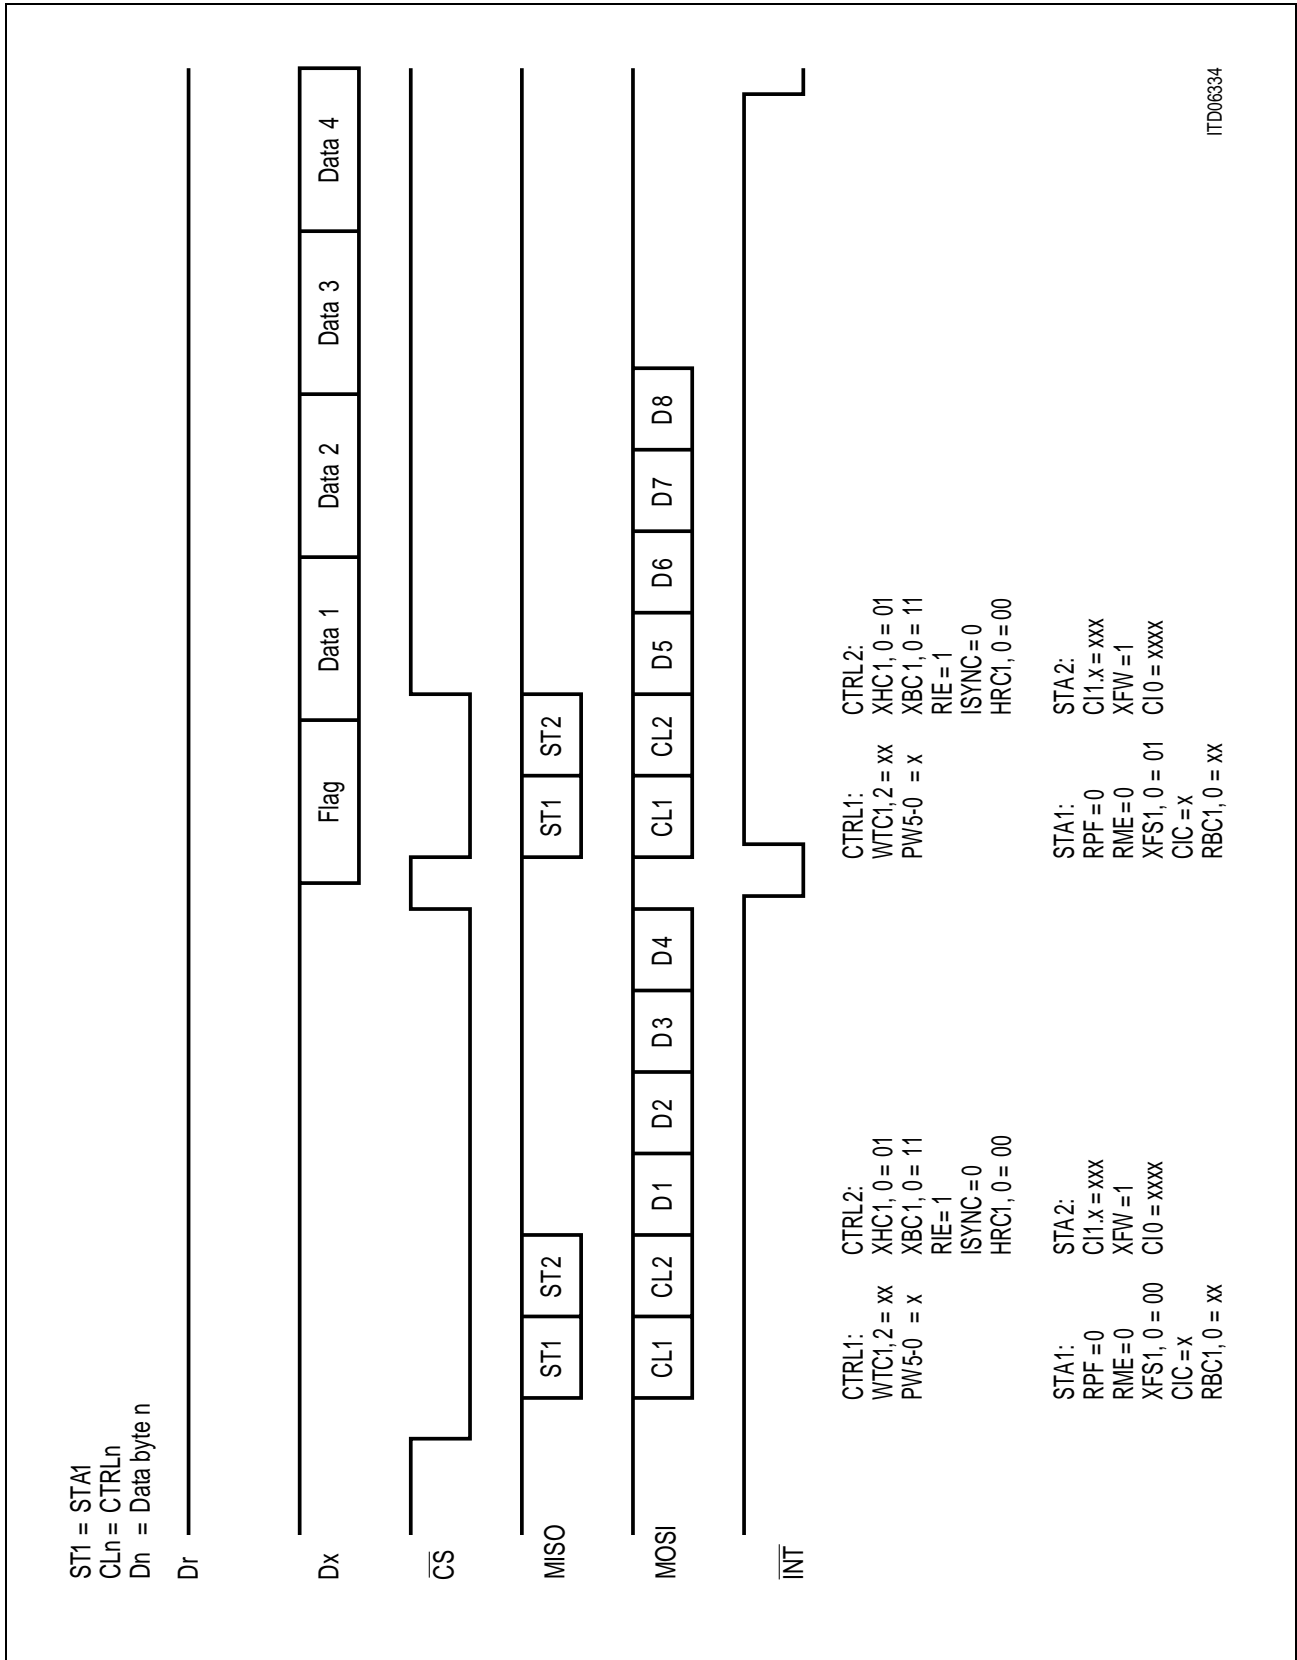 ST1 = STA1
CLn = CTRLn
Dn = Data byte n
Dr
Dx
Flag
Data 1
Data 2
Data 3
Data 4
CS
MISO
ST1
ST2
ST1
ST2
MOSI
CL1
CL2
D1
D2
D3
D4
CL1
CL2
D5
D6
D7
D8
INT
CTRL1:
WTC1, 2 = xx
PW5-0 = x
CTRL2:
XHC1, 0 = 01
XBC1, 0 = 11
RIE = 1
ISYNC = 0
HRC1, 0 = 00
CTRL1:
WTC1, 2 = xx
PW5-0 = x
CTRL2:
XHC1, 0 = 01
XBC1, 0 = 11
RIE = 1
ISYNC = 0
HRC1, 0 = 00
STA1:
RPF = 0
RME = 0
XFS1, 0 = 00
CIC = x
RBC1, 0 = xx
STA2:
CI1.x = xxx
XFW = 1
CI0 = xxxx
STA1:
RPF = 0
RME = 0
XFS1, 0 = 01
CIC = x
RBC1, 0 = xx
STA2:
CI1.x = xxx
XFW = 1
CI0 = xxxx
ITD06334